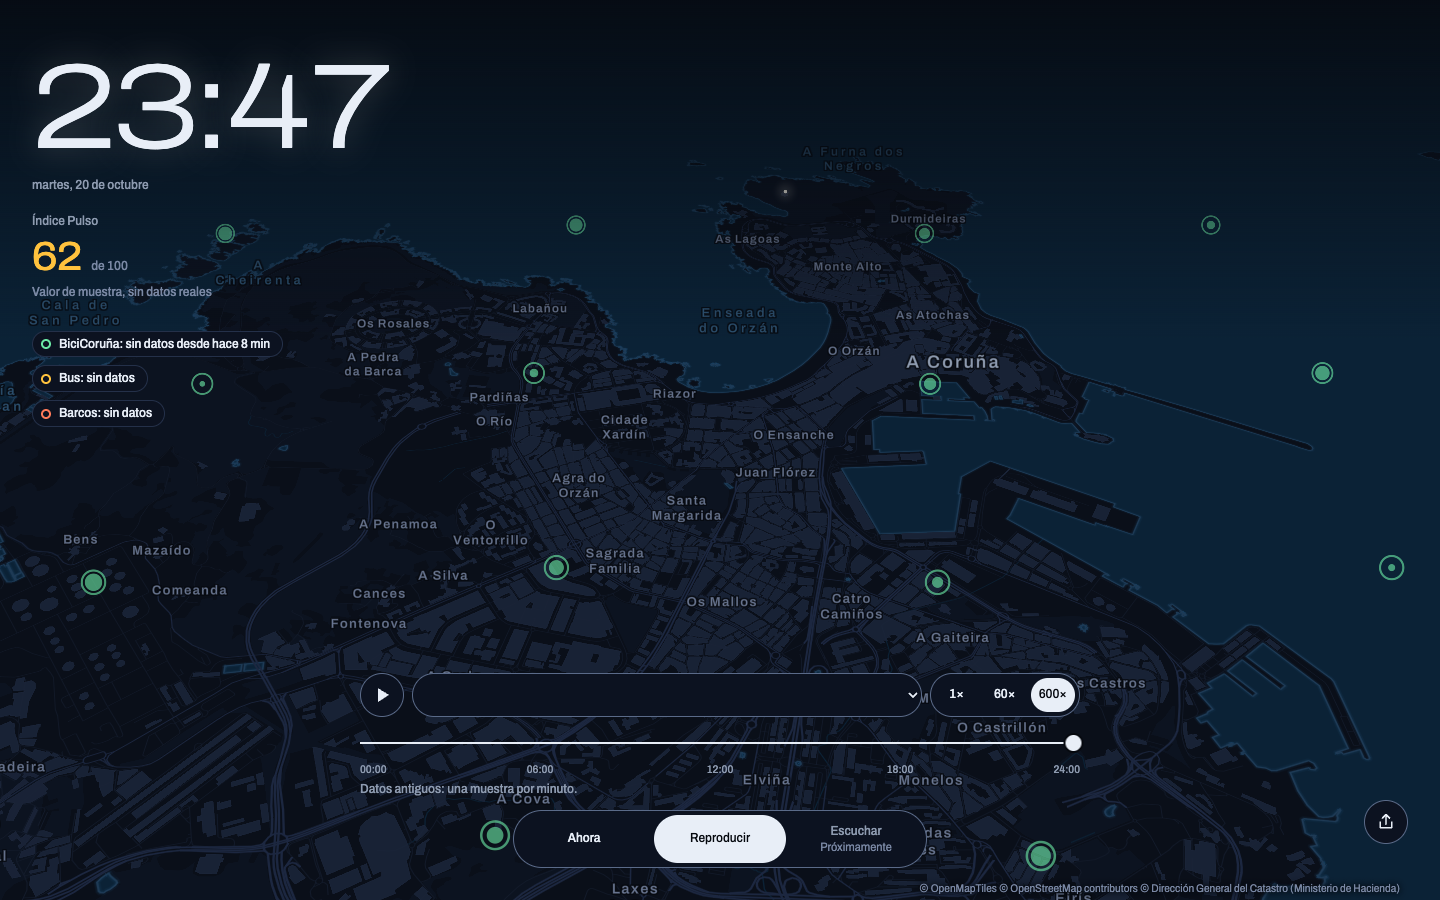 23:47
martes, 20 de octubre
Índice Pulso
62 de 100
Valor de muestra, sin datos reales
BiciCoruña: sin datos desde hace 8 min
Bus: sin datos
Barcos: sin datos
A Furna dos
Negros
Durmideiras
As Lagoas
Monte Alto
A
Cheirenta
Cala de
San Pedro
Labañou
Os Rosales
Enseada
do Orzán
As Atochas
A Pedra
da Barca
O Orzán
A Coruña
Pardiñas
Riazor
O Río
Cidade
Xardín
O Ensanche
Juan Flórez
Agra do
Orzán
Santa
Margarida
A Penamoa
O
Ventorrillo
Bens
Mazaído
Sagrada
Familia
A Silva
Comeanda
Cances
Os Mallos
Catro
Camiños
Fontenova
A Gaiteira
s Castros
1×
60×
600×
O Castrillón
00:00
06:00
12:00
18:00
24:00
adeira
Elviña
Monelos
Datos antiguos: una muestra por minuto.
A Cova
Ahora
Reproducir
Escuchar
Próximamente
das
s
Laxes
© OpenMapTiles © OpenStreetMap contributors © Dirección General del Catastro (Ministerio de Hacienda)
Eirís